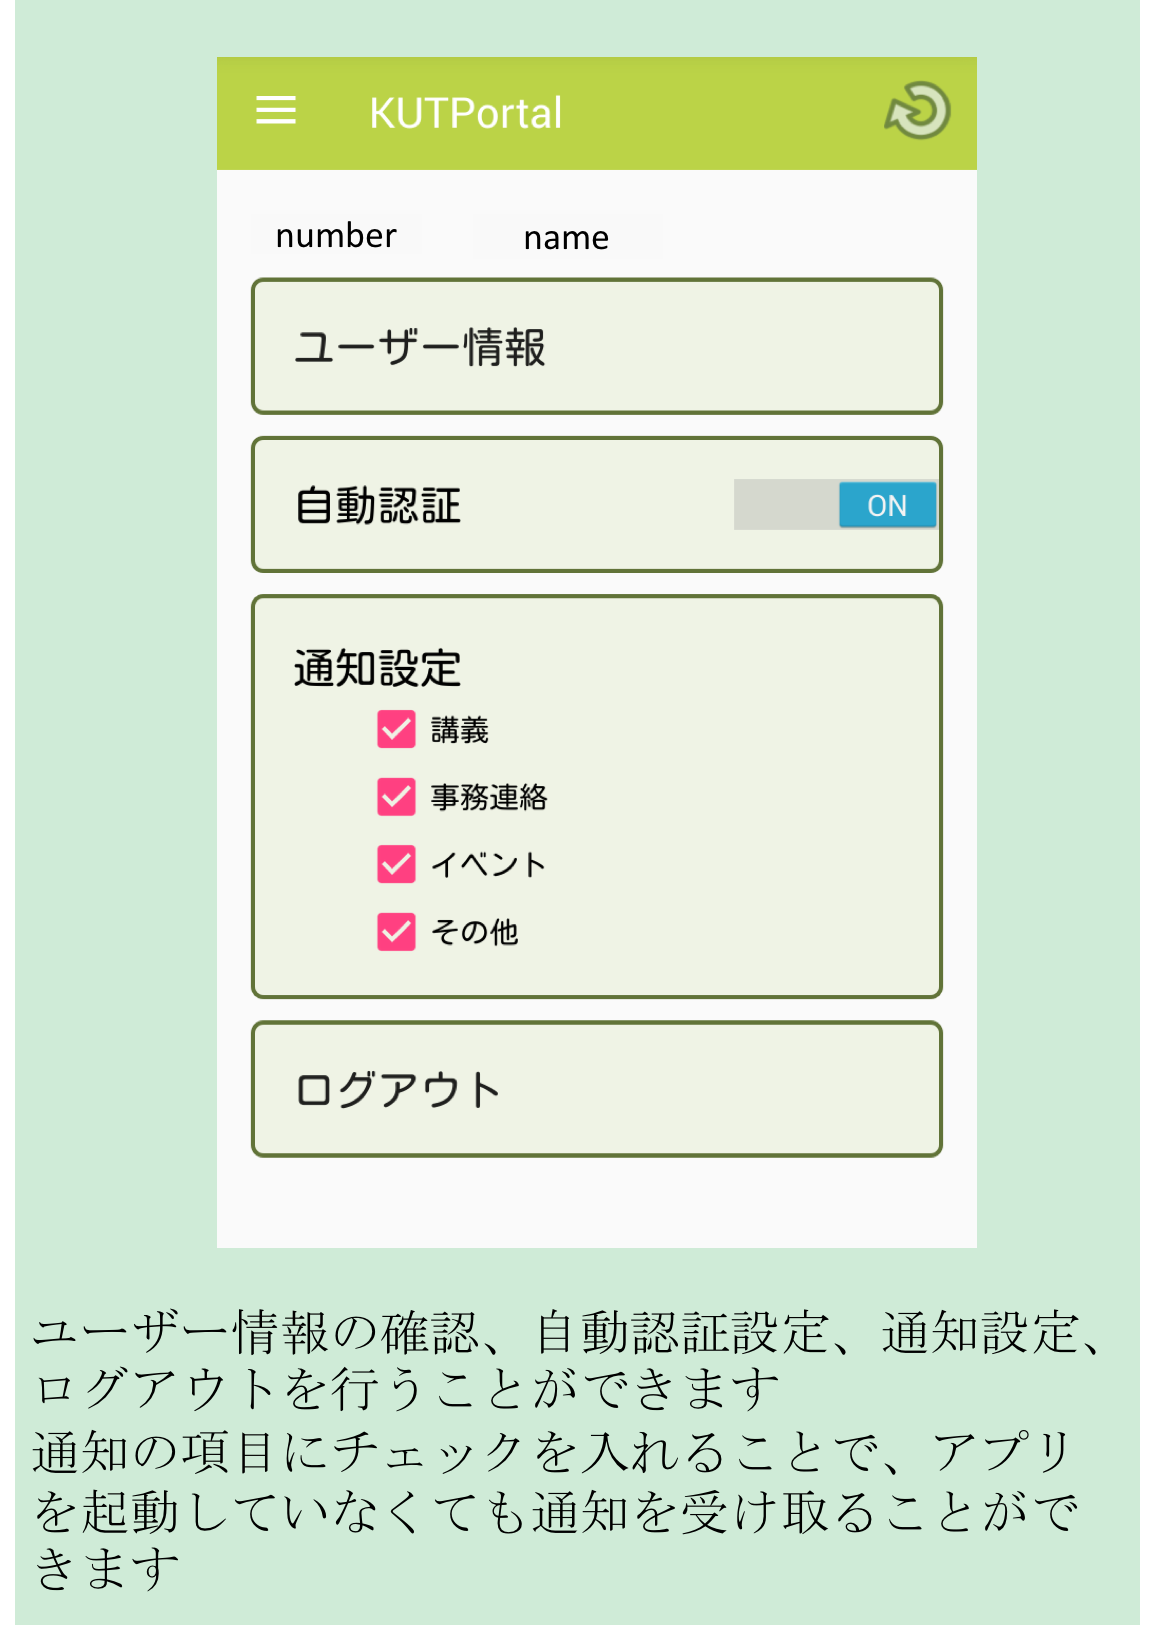 KUTPortal
number name
ユーザー情報
自動認証 ON
通知設定
講義
事務連絡
イベント
その他
ログアウト
ユーザー情報の確認、自動認証設定、通知設定、
ログアウトを行うことができます
通知の項目にチェックを入れることで、アプリ
を起動していなくても通知を受け取ることがで
きます